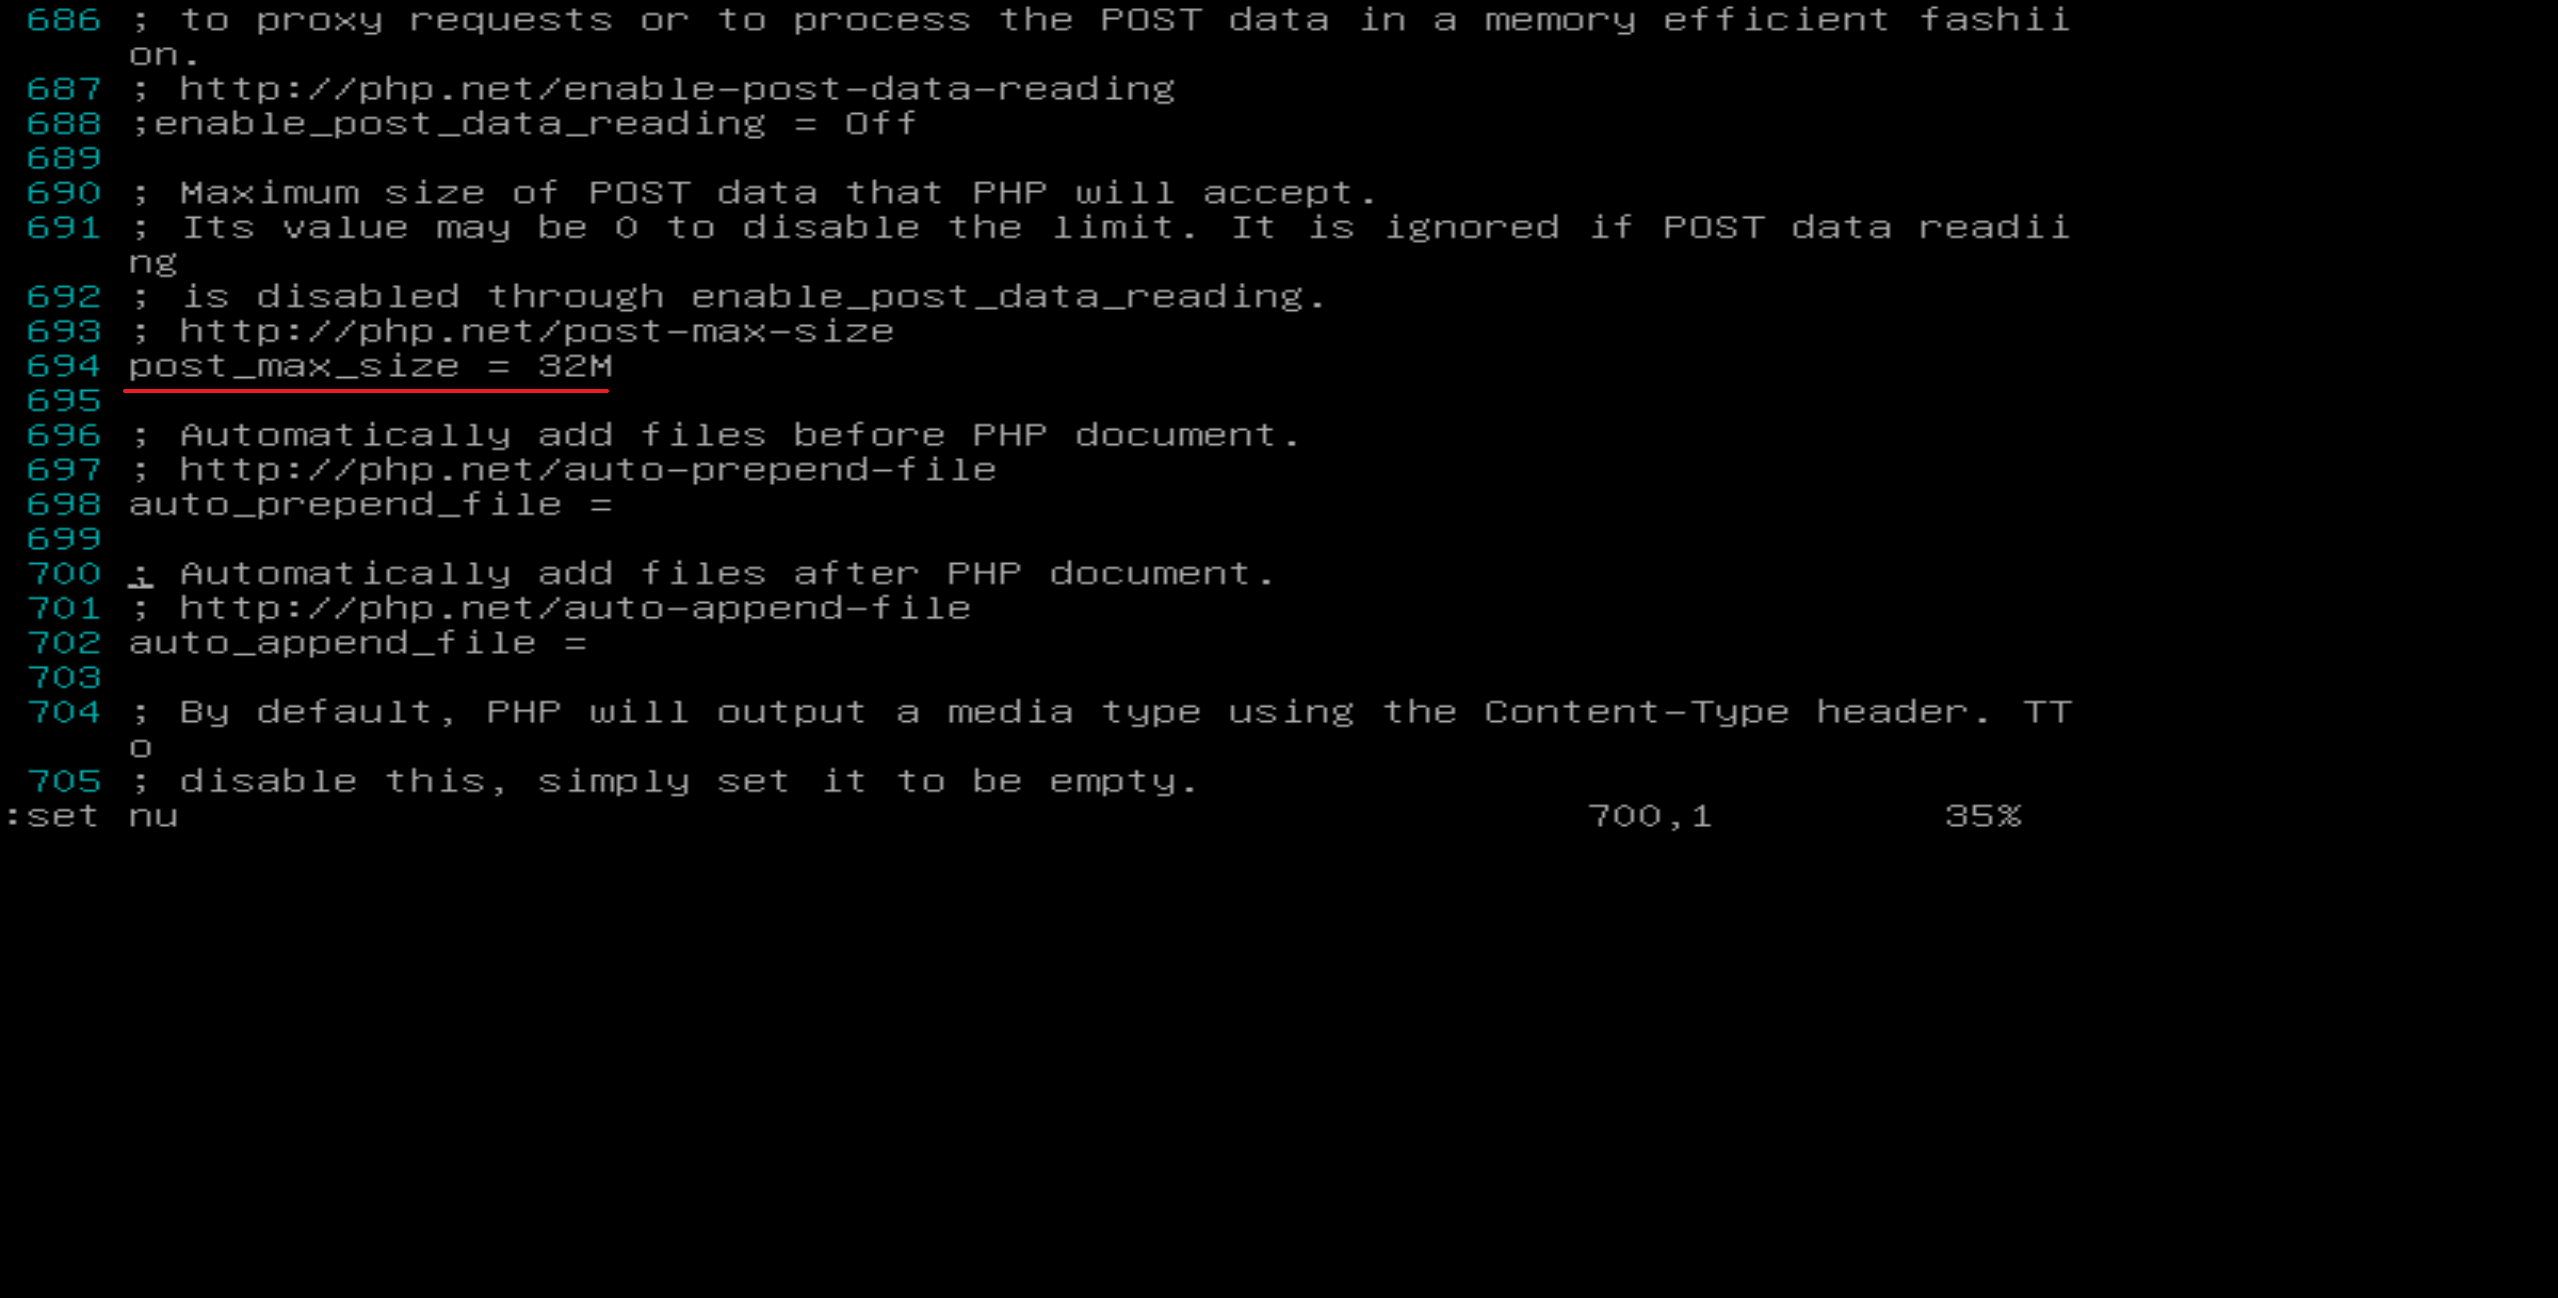 686 ; to proxy requests or to process the POST data in a memory efficient fashii
on.
687 ; http://php.net/enable-post-data-reading
688 ;enable_post_data_reading = Off
689
690 ; Maximum size of POST data that PHP will accept.
691 ; Its value may be 0 to disable the limit. It is ignored if POST data readii
ng
692 ; is disabled through enable_post_data_reading.
693 ; http://php.net/post-max-size
694 post_max_size = 32M
695
696 ; Automatically add files before PHP document.
697 ; http://php.net/auto-prepend-file
698 auto_prepend_file =
699
700 ; Automatically add files after PHP document.
701 ; http://php.net/auto-append-file
702 auto_append_file =
703
704 ; By default, PHP will output a media type using the Content-Type header. TT
o
705 ; disable this, simply set it to be empty.
:set nu 700,1 35%